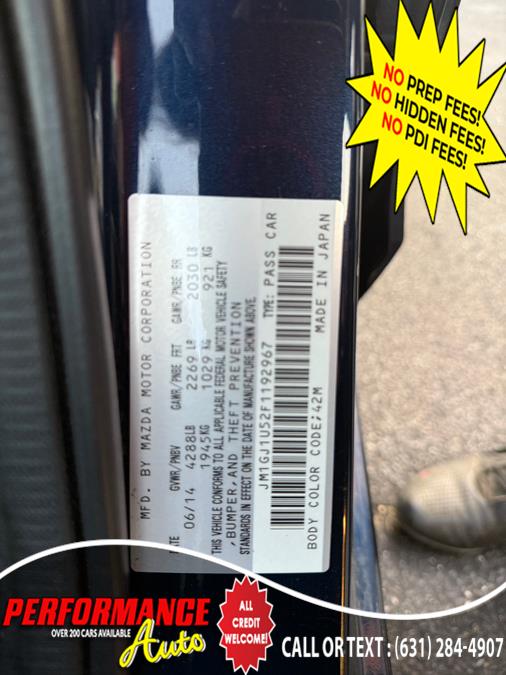 NO PREP FEES!
NO HIDDEN FEES!
NO PDI FEES!
MFD. BY MAZDA MOTOR CORPORATION
DATE GVWR/PNBV GAWR/PNBE FRT GAWR/PNBE RR
06/14 4288LB 2269 LB 2030 LB
1945KG 1029 KG 921 KG
THIS VEHICLE CONFORMS TO ALL APPLICABLE FEDERAL MOTOR VEHICLE SAFETY
, BUMPER, AND THEFT PREVENTION
STANDARDS IN EFFECT ON THE DATE OF MANUFACTURE SHOWN ABOVE.
JM1GJ1U52F1192967 TYPE: PASS CAR
BODY COLOR CODE;42M MADE IN JAPAN
PERFORMANCE
OVER 200 CARS AVAILABLE
Auto
ALL
CREDIT
WELCOME!
CALL OR TEXT : (631) 284-4907